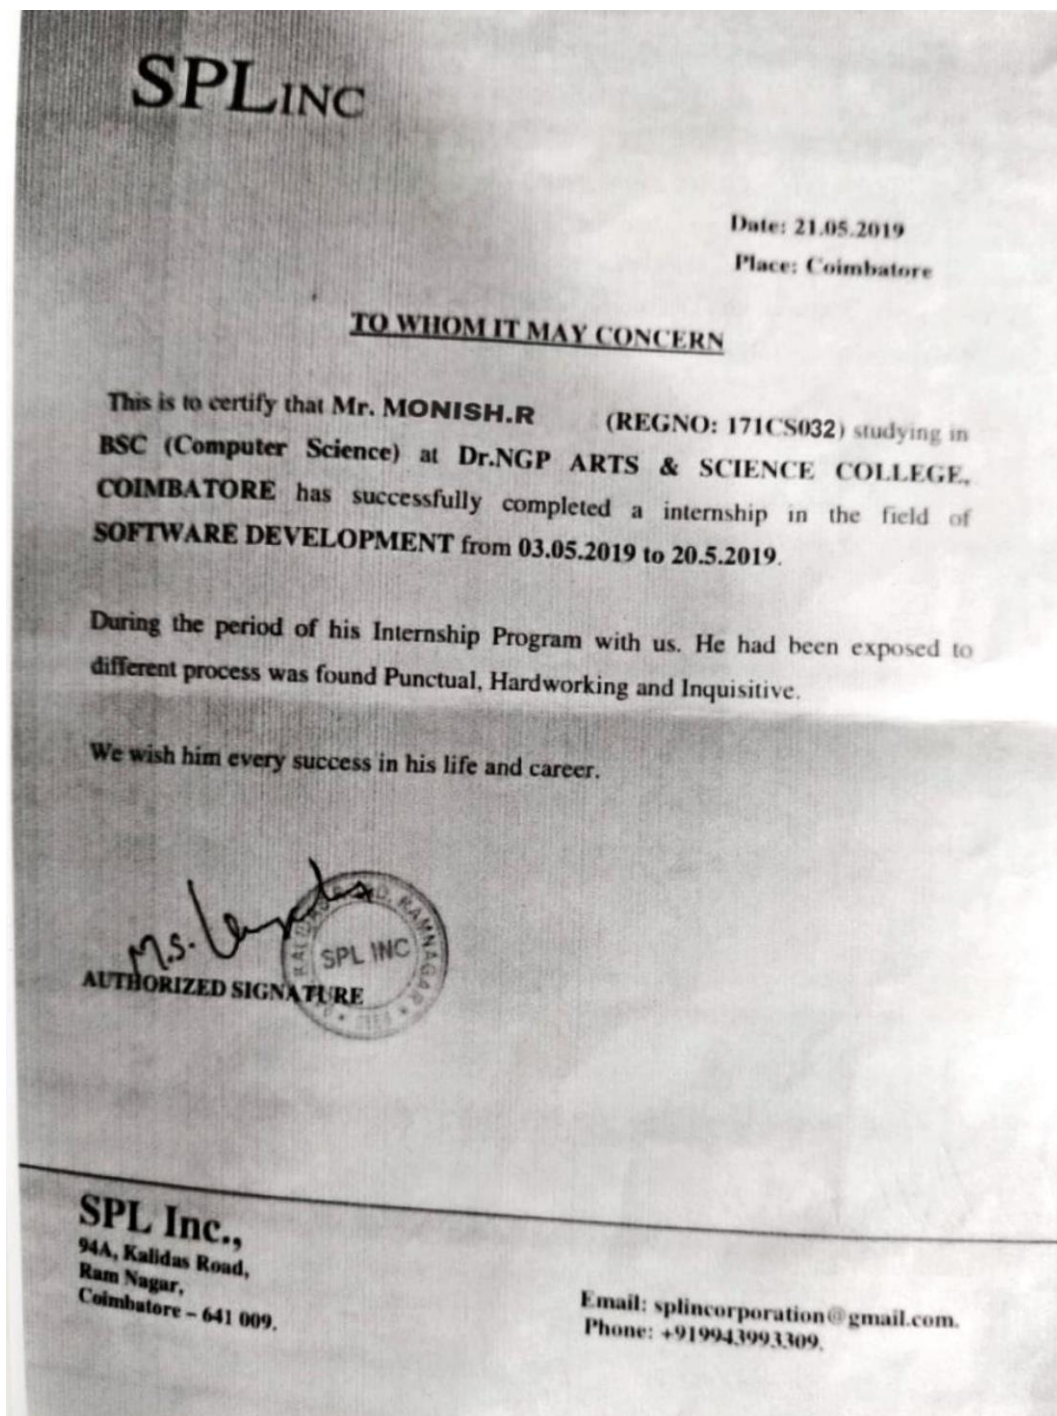 SPLINC
Date: 21.05.2019
Place: Coimbatore
TO WHOM IT MAY CONCERN
This is to certify that Mr. MONISH.R (REGNO: 171CS032) studying in
BSC (Computer Science) at Dr.NGP ARTS & SCIENCE COLLEGE,
COIMBATORE has successfully completed a internship in the field of
SOFTWARE DEVELOPMENT from 03.05.2019 to 20.5.2019.
During the period of his Internship Program with us. He had been exposed to
different process was found Punctual, Hardworking and Inquisitive.
We wish him every success in his life and career.
M.S.
RAMNAGAR
SPL INC
AUTHORIZED SIGNATURE
SPL Inc.,
94A, Kalidas Road,
Ram Nagar,
Coimbatore – 641 009.
Email: splincorporation@gmail.com.
Phone: +919943993309.